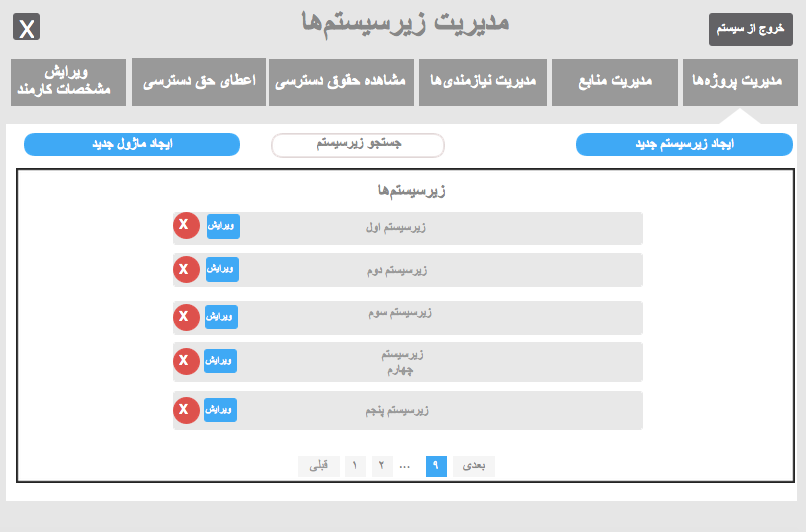 خروج از سیستم
مدیریت زیرسیستم‌ها
X
مدیریت پروژه‌ها
مدیریت منابع
مدیریت نیازمندی‌ها
مشاهده حقوق دسترسی
اعطای حق دسترسی
ویرایش
مشخصات کارمند
ایجاد زیرسیستم جدید
جستجو زیرسیستم
ایجاد ماژول جدید
زیرسیستم‌ها
زیرسیستم اول
ویرایش
X
زیرسیستم دوم
ویرایش
X
زیرسیستم سوم
ویرایش
X
زیرسیستم
چهارم
ویرایش
X
زیرسیستم پنجم
ویرایش
X
بعدی
۹
...
۲
۱
قبلی